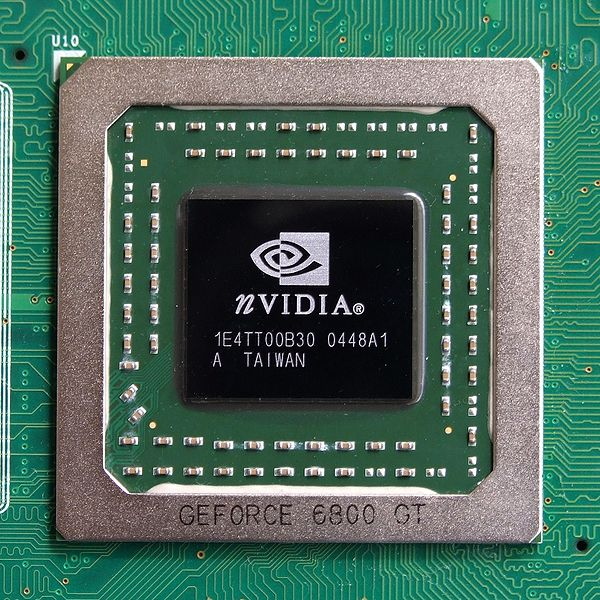 U10
nVIDIA®
1E4TT00B30 0448A1
A TAIWAN
GEFORCE 6800 GT